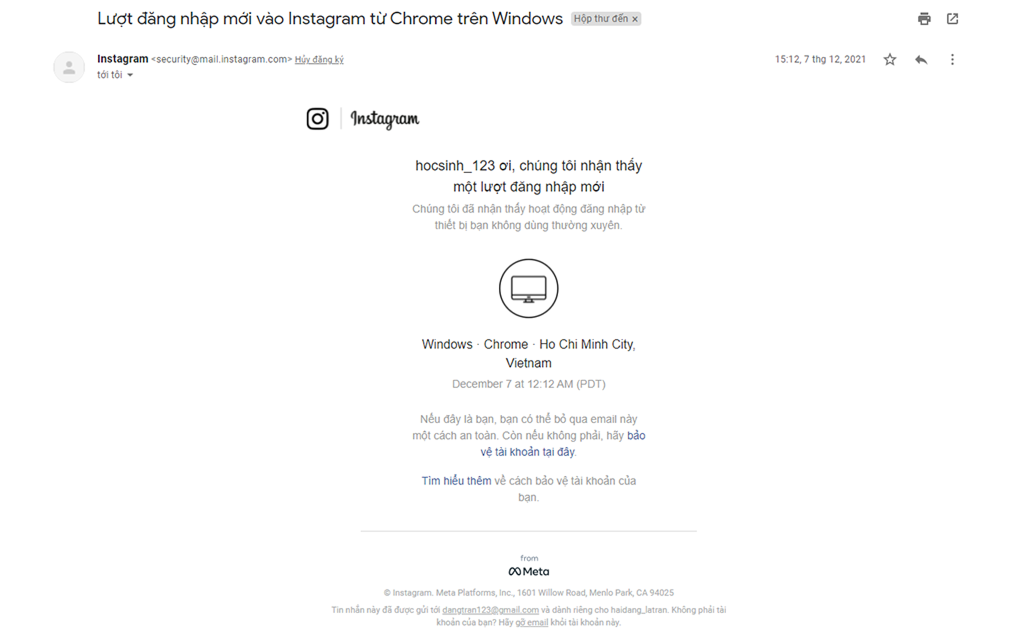 Lượt đăng nhập mới vào Instagram từ Chrome trên Windows Hộp thư đến ×
Instagram <security@mail.instagram.com> Hủy đăng ký 15:12, 7 thg 12, 2021
tới tôi
Instagram
hocsinh_123 ơi, chúng tôi nhận thấy
một lượt đăng nhập mới
Chúng tôi đã nhận thấy hoạt động đăng nhập từ
thiết bị bạn không dùng thường xuyên.
Windows · Chrome · Ho Chi Minh City,
Vietnam
December 7 at 12:12 AM (PDT)
Nếu đây là bạn, bạn có thể bỏ qua email này
một cách an toàn. Còn nếu không phải, hãy bảo
vệ tài khoản tại đây.
Tìm hiểu thêm về cách bảo vệ tài khoản của
bạn.
from
Meta
© Instagram. Meta Platforms, Inc., 1601 Willow Road, Menlo Park, CA 94025
Tin nhắn này đã được gửi tới dangtran123@gmail.com và dành riêng cho haidang_latran. Không phải tài
khoản của bạn? Hãy gỡ email khỏi tài khoản này.